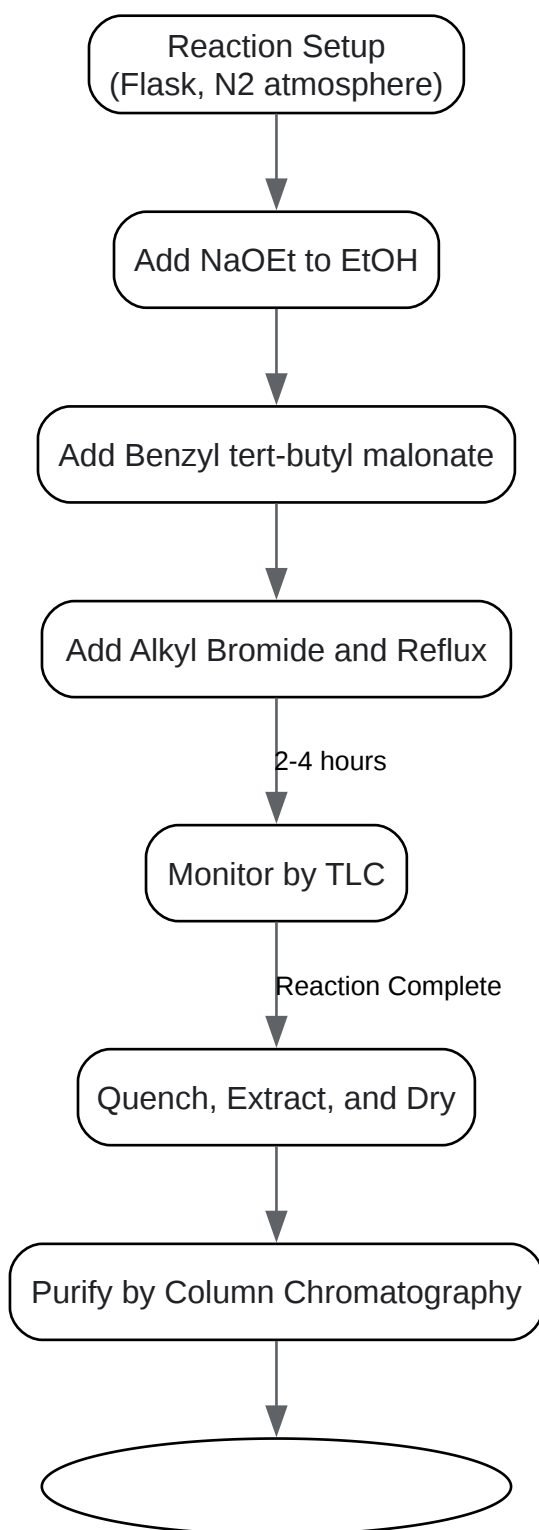 Reaction Setup
(Flask, N2 atmosphere)
Add NaOEt to EtOH
Add Benzyl tert-butyl malonate
Add Alkyl Bromide and Reflux
2-4 hours
Monitor by TLC
Reaction Complete
Quench, Extract, and Dry
Purify by Column Chromatography